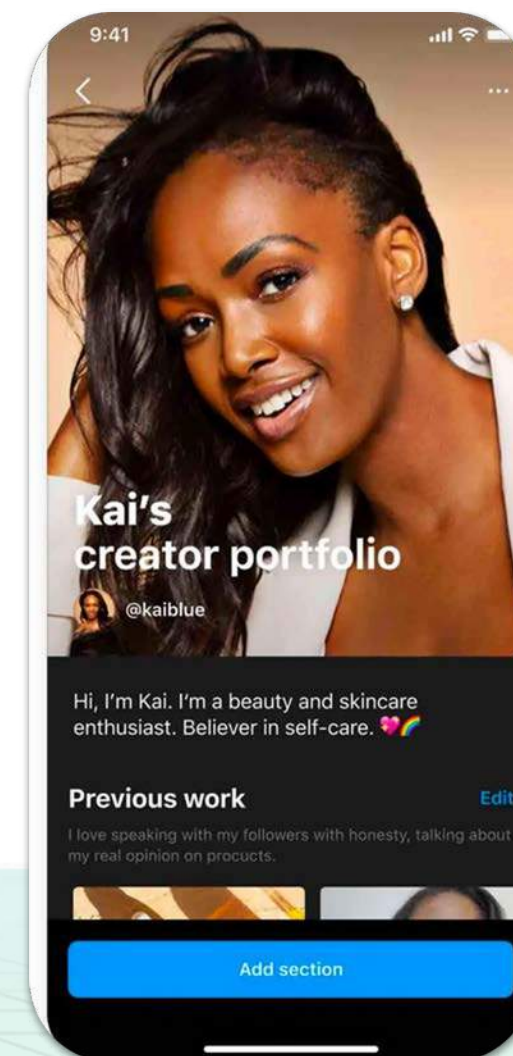 9:41
Kai's
creator portfolio
@kaiblue
Hi, I'm Kai. I'm a beauty and skincare
enthusiast. Believer in self-care. 💖🌈
Previous work
Edit
I love speaking with my followers with honesty, talking about
my real opinion on procucts.
Add section